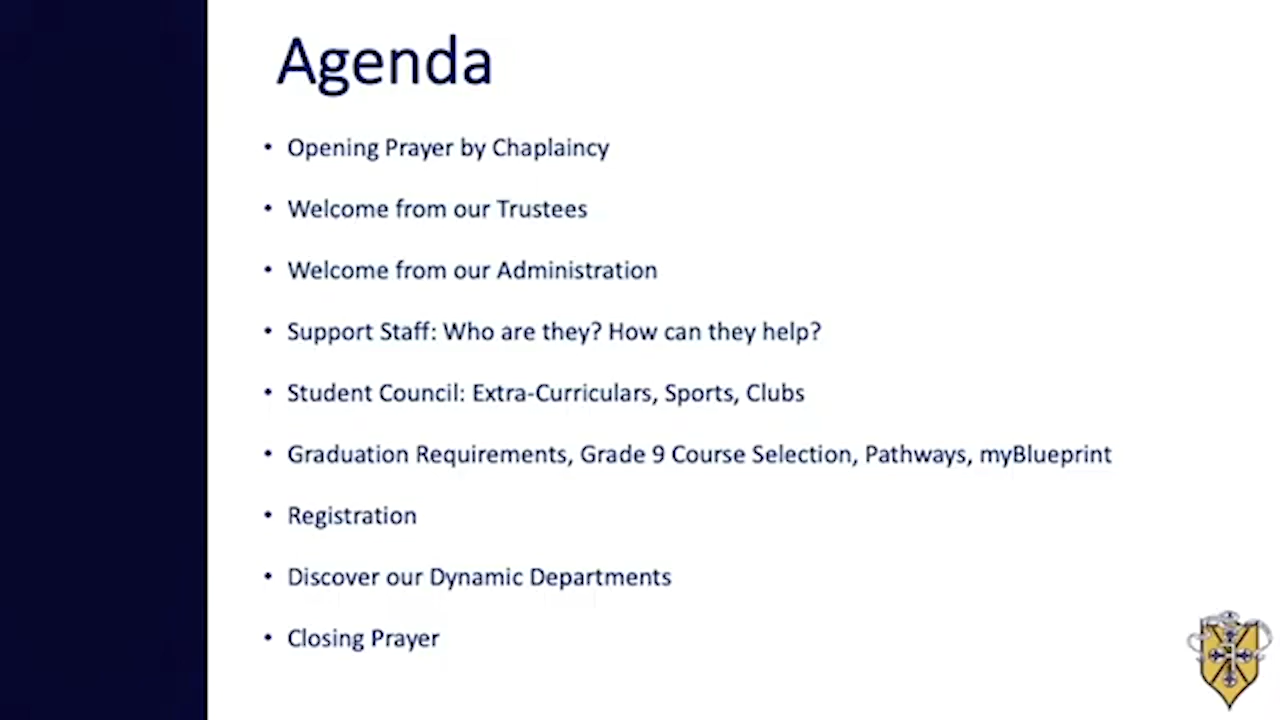 Agenda
• Opening Prayer by Chaplaincy
• Welcome from our Trustees
• Welcome from our Administration
• Support Staff: Who are they? How can they help?
• Student Council: Extra-Curriculars, Sports, Clubs
• Graduation Requirements, Grade 9 Course Selection, Pathways, myBlueprint
• Registration
• Discover our Dynamic Departments
• Closing Prayer